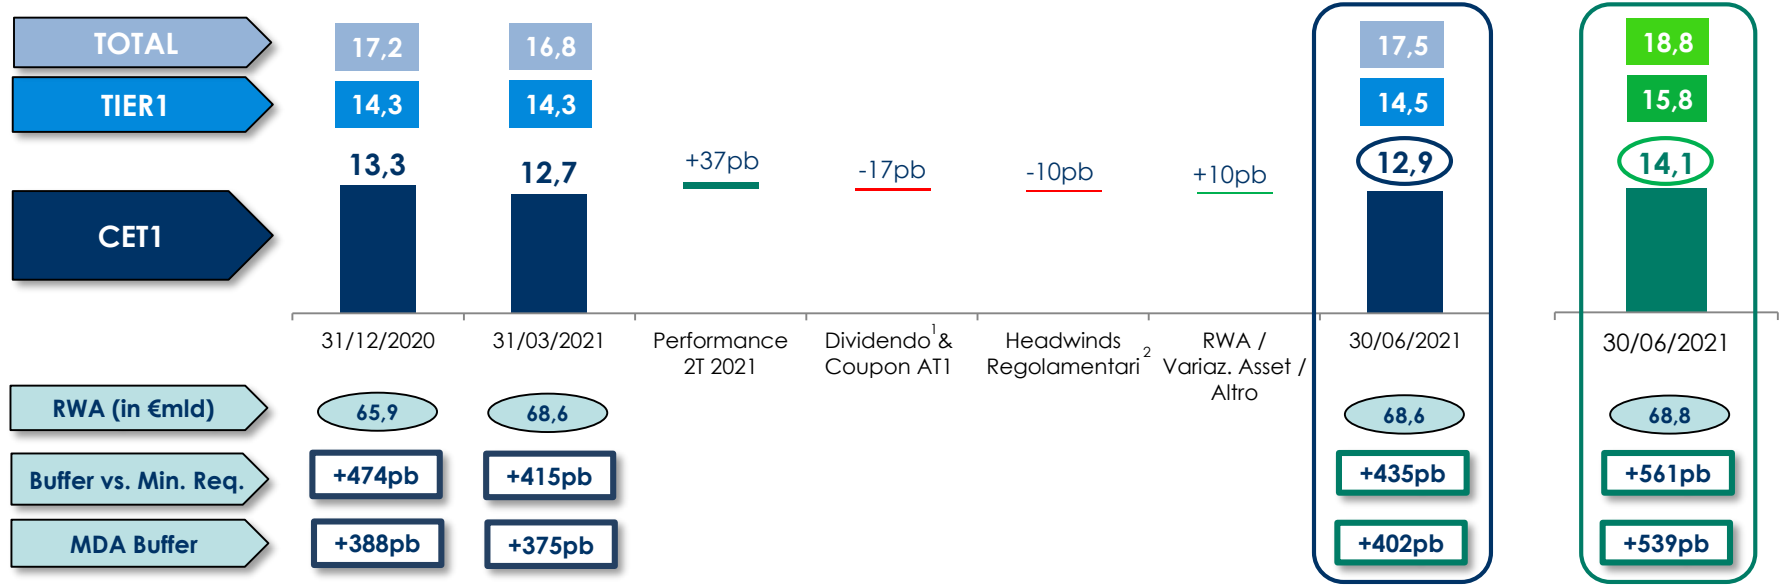 TOTAL
17,2
16,8
17,5
18,8
TIER1
14,3
14,3
14,5
15,8
CET1
13,3
12,7
+37pb
-17pb
-10pb
+10pb
12,9
14,1
31/12/2020
31/03/2021
Performance
2T 2021
Dividendo1&
Coupon AT1
Headwinds
Regolamentari2
RWA /
Variaz. Asset /
Altro
30/06/2021
30/06/2021
RWA (in €mld)
65,9
68,6
68,6
68,8
Buffer vs. Min. Req.
+474pb
+415pb
+435pb
+561pb
MDA Buffer
+388pb
+375pb
+402pb
+539pb